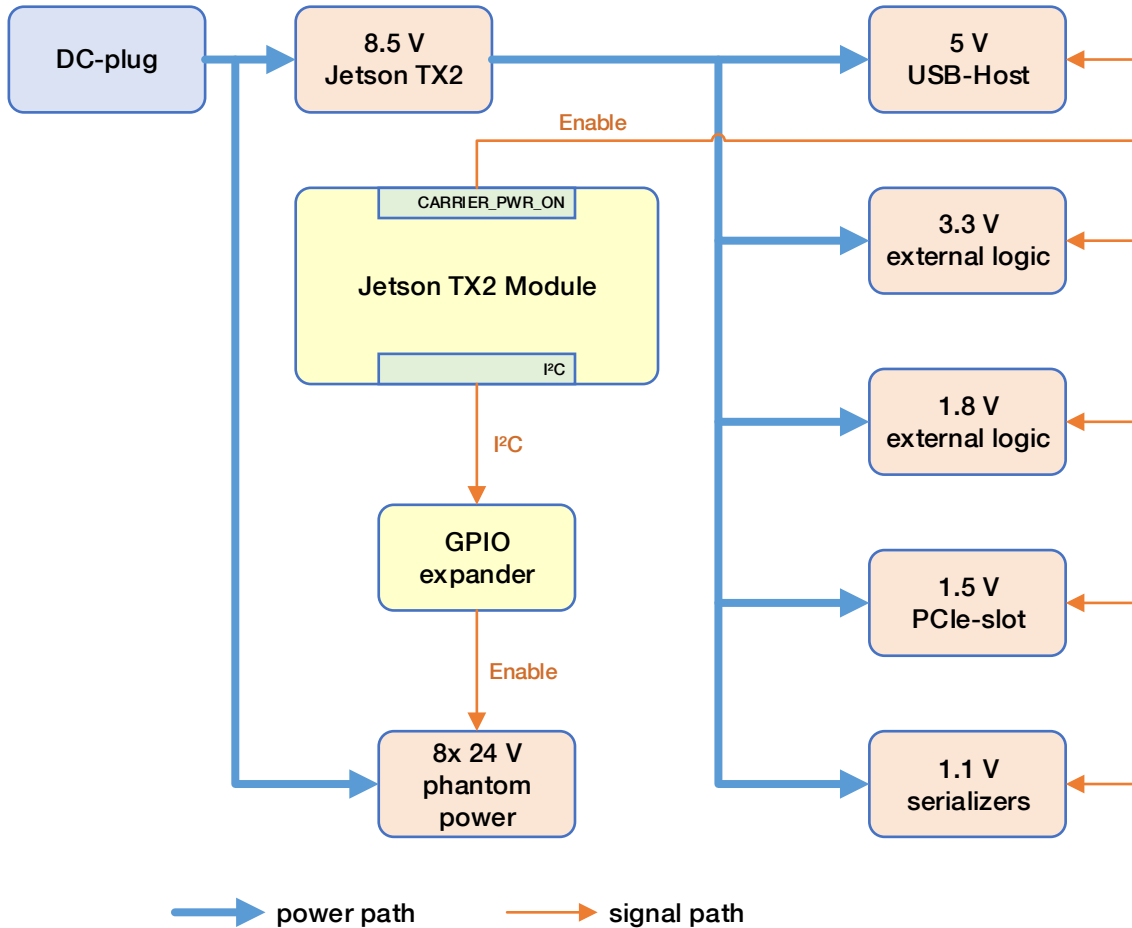 DC-plug
8.5 V
Jetson TX2
5 V
USB-Host
Enable
CARRIER_PWR_ON
Jetson TX2 Module
I²C
3.3 V
external logic
1.8 V
external logic
I²C
GPIO
expander
1.5 V
PCIe-slot
Enable
8x 24 V
phantom
power
1.1 V
serializers
power path
signal path